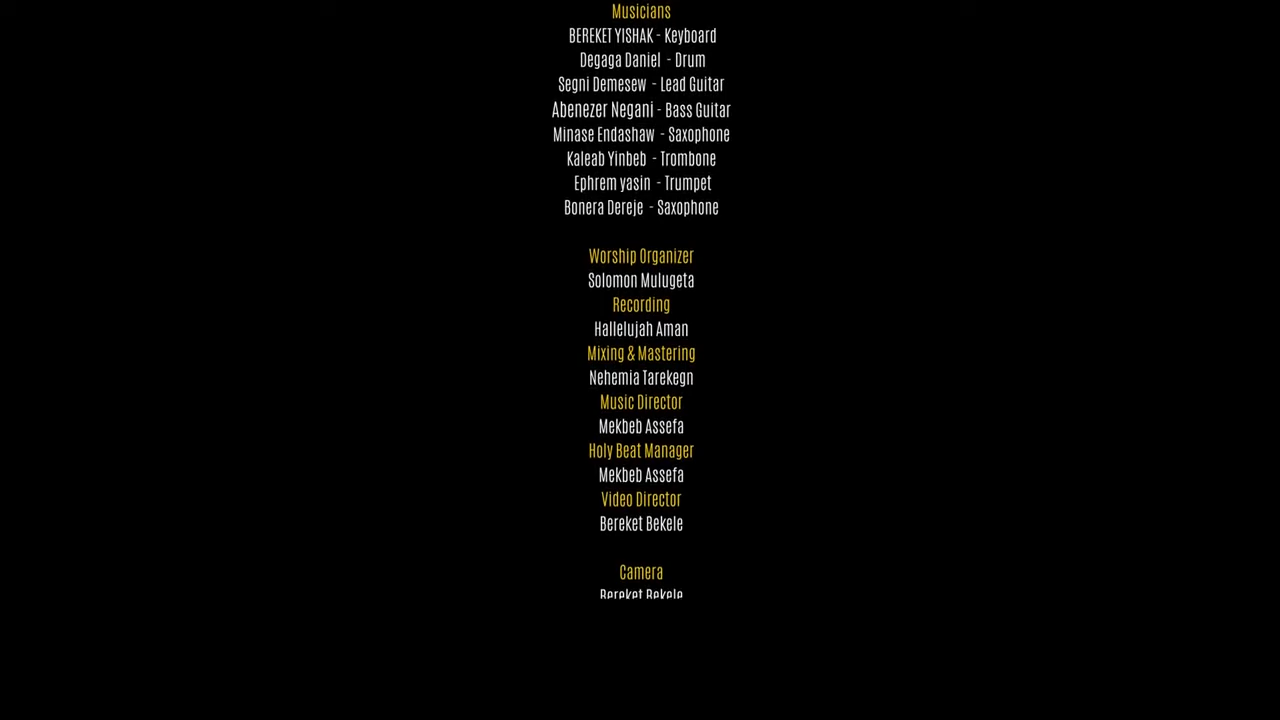 Musicians
BEREKET YISHAK - Keyboard
Degaga Daniel - Drum
Segni Demesew - Lead Guitar
Abenezer Negani - Bass Guitar
Minase Endashaw - Saxophone
Kaleab Yinbeb - Trombone
Ephrem yasin - Trumpet
Bonera Dereje - Saxophone
Worship Organizer
Solomon Mulugeta
Recording
Hallelujah Aman
Mixing & Mastering
Nehemia Tarekegn
Music Director
Mekbeb Assefa
Holy Beat Manager
Mekbeb Assefa
Video Director
Bereket Bekele
Camera
Bereket Bekele